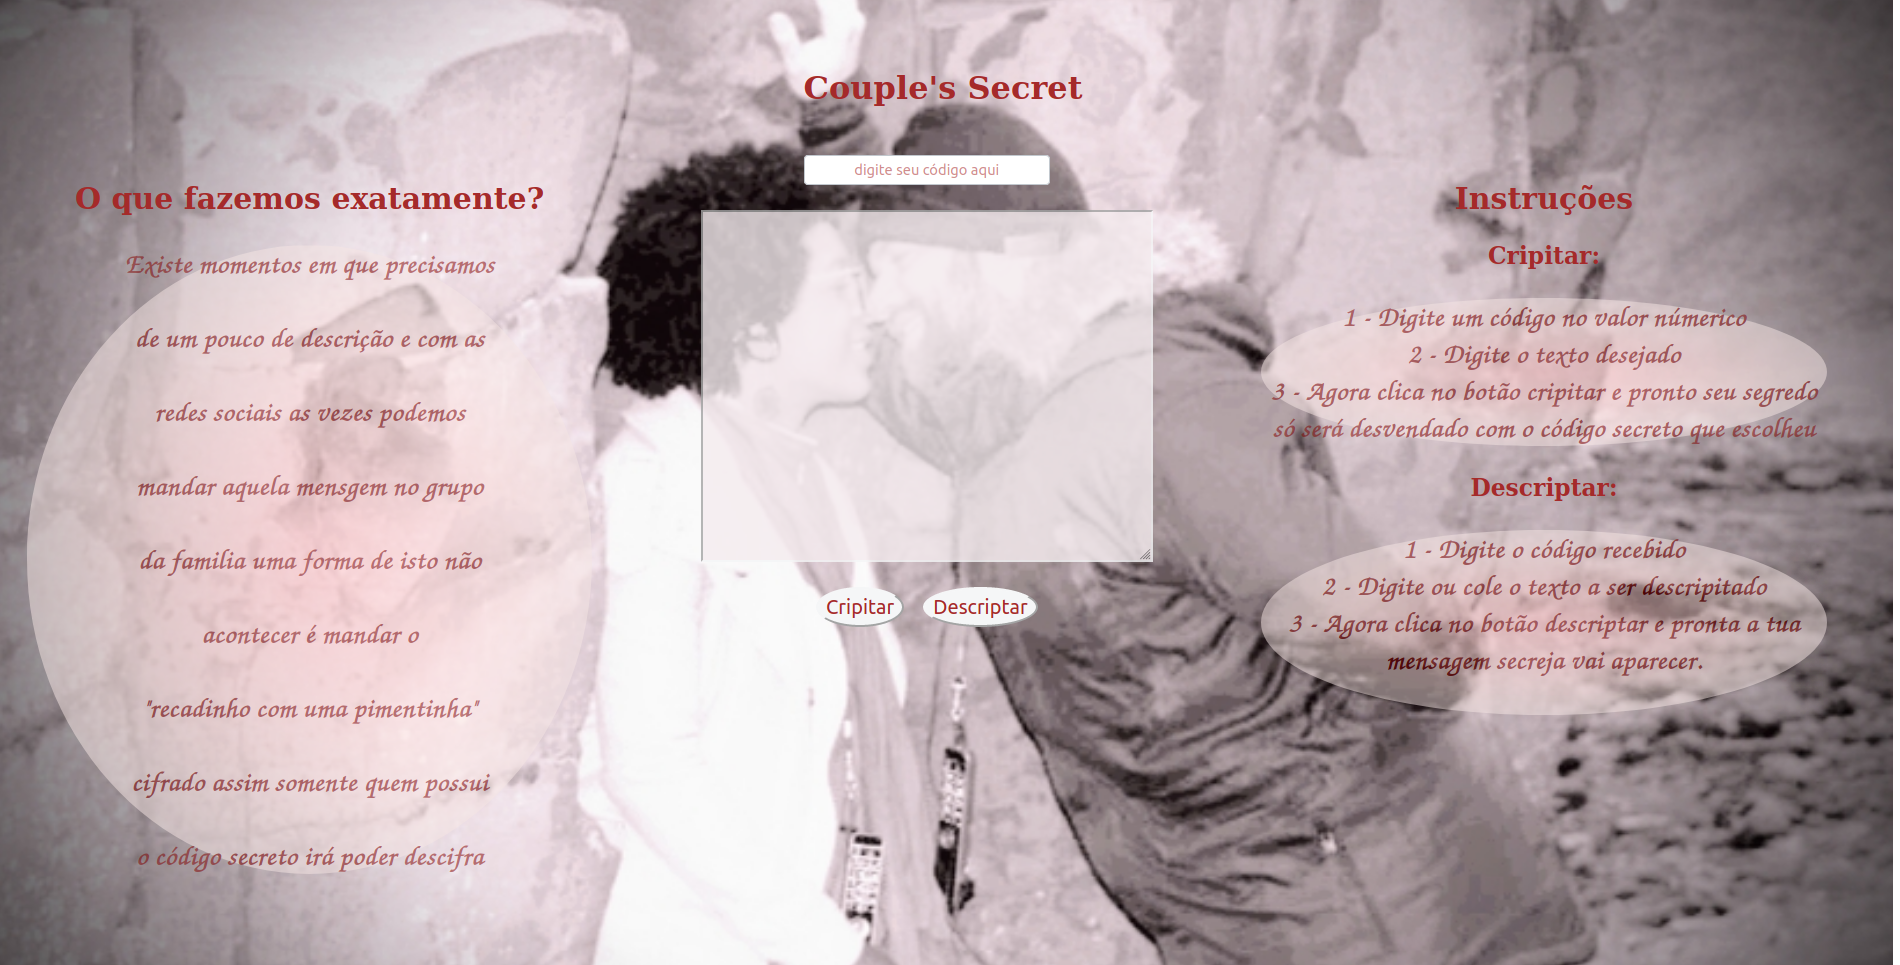 Couple's Secret
digite seu código aqui
O que fazemos exatamente?
Existe momentos em que precisamos
de um pouco de descrição e com as
redes sociais as vezes podemos
mandar aquela mensgem no grupo
da familia uma forma de isto não
acontecer é mandar o
"recadinho com uma pimentinha"
cifrado assim somente quem possui
o código secreto irá poder descifra
Cripitar
Descriptar
Instruções
Cripitar:
1 - Digite um código no valor númerico
2 - Digite o texto desejado
3 - Agora clica no botão cripitar e pronto seu segredo
só será desvendado com o código secreto que escolheu
Descriptar:
1 - Digite o código recebido
2 - Digite ou cole o texto a ser descripitado
3 - Agora clica no botão descriptar e pronta a tua
mensagem secreja vai aparecer.